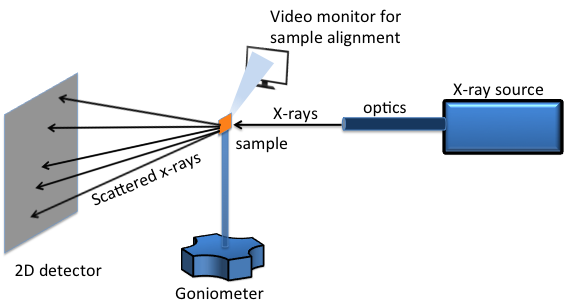 Video monitor for
sample alignment
X-ray source
X-rays
optics
sample
Scattered x-rays
2D detector
Goniometer